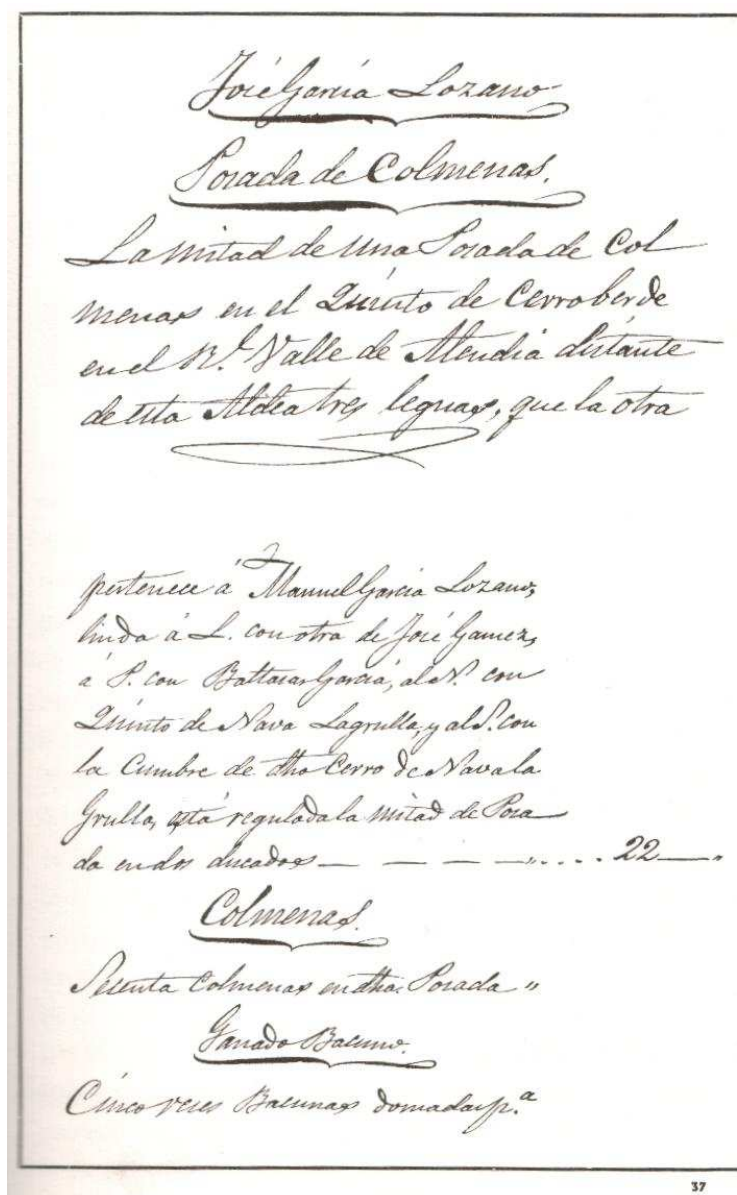 José García Lozano
Posada de Colmenas.
La mitad de una Posada de Col
menas en el Quinto de Cerroberde
en el Rl. Valle de Alcudia distante
de esta Aldea tres leguas, que la otra
pertenece á Manuel García Lozano,
linda á L. con otra de José Gamez,
á P. con Baltasar García, al N. con
Quinto de Nava Lagrulla, y al S. con
la Cumbre de dho Cerro de Navala
Grulla, está regulada la mitad de Posa
da en dos ducados — — — — „ . . . . 22 — „
Colmenas.
Sesenta Colmenas en dha. Posada „
Ganado Bacuno.
Cinco reses Bacunas domadas p.a
37